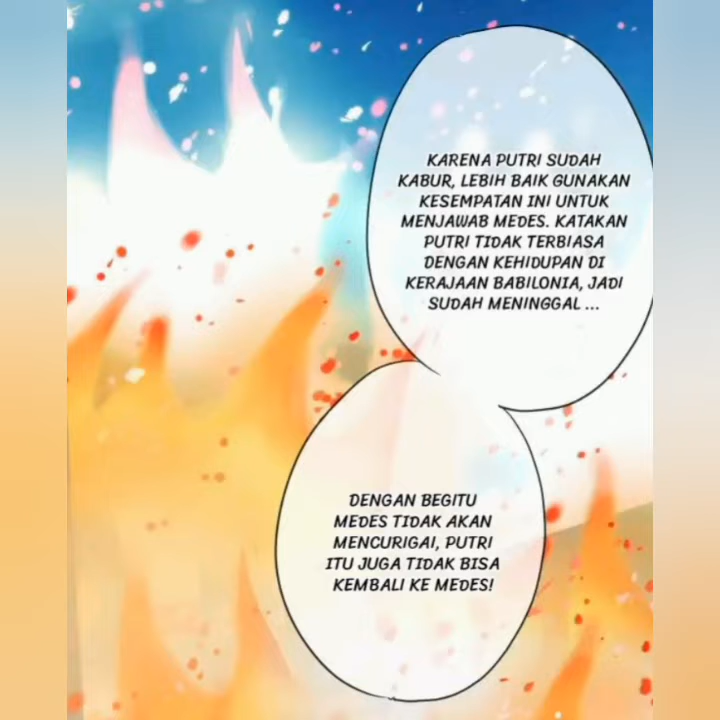 KARENA PUTRI SUDAH
KABUR, LEBIH BAIK GUNAKAN
KESEMPATAN INI UNTUK
MENJAWAB MEDES. KATAKAN
PUTRI TIDAK TERBIASA
DENGAN KEHIDUPAN DI
KERAJAAN BABILONIA, JADI
SUDAH MENINGGAL ...
DENGAN BEGITU
MEDES TIDAK AKAN
MENCURIGAI, PUTRI
ITU JUGA TIDAK BISA
KEMBALI KE MEDES!